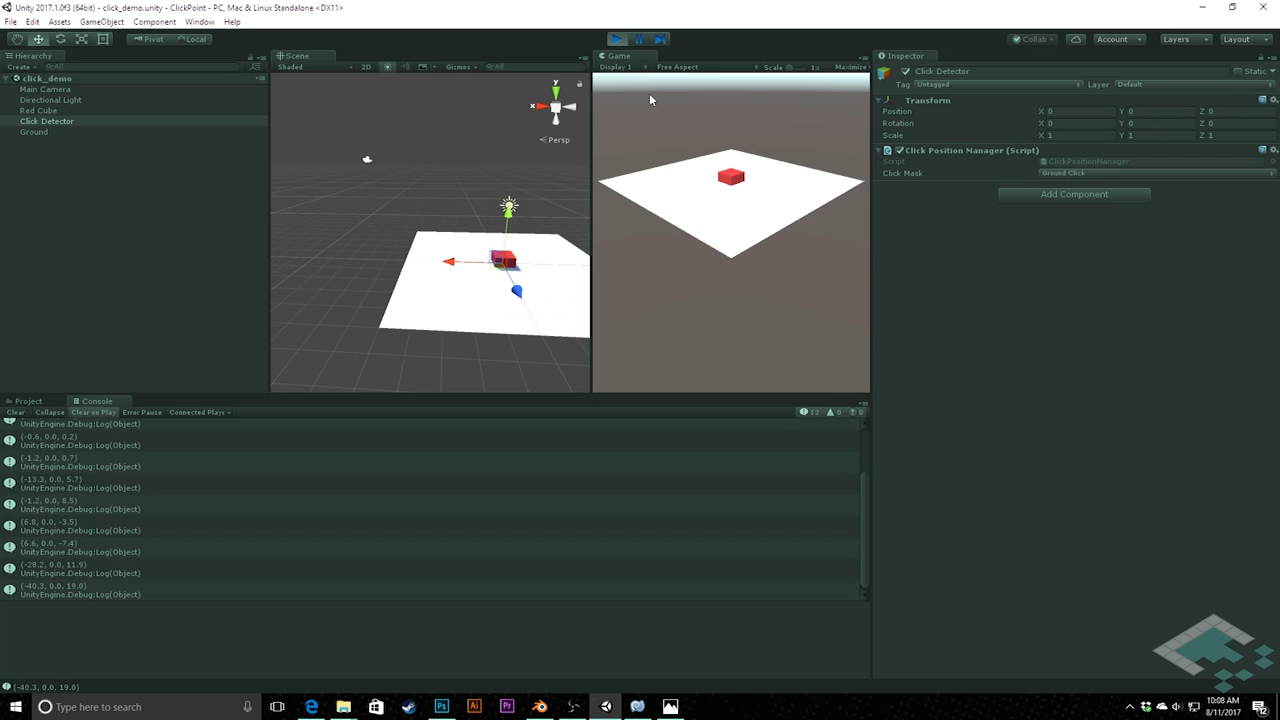 Unity 2017.1.0f3 (64bit) - click_demo.unity - ClickPoint - PC, Mac & Linux Standalone <DX11>
File Edit Assets GameObject Component Window Help
Pivot Local Collab Account Layers Layout
Hierarchy Scene Game Inspector
Create All Shaded 2D Gizmos All Display 1 Free Aspect Scale 1x Maximize
click_demo
Main Camera
Directional Light
Red Cube
Click Detector
Ground
y
x
Persp
Click Detector Static
Tag Untagged Layer Default
Transform
Position X 0 Y 0 Z 0
Rotation X 0 Y 0 Z 0
Scale X 1 Y 1 Z 1
Click Position Manager (Script)
Script ClickPositionManager
Click Mask Ground Click
Add Component
Project Console
Clear Collapse Clear on Play Error Pause Connected Playe 12 0 0
UnityEngine.Debug:Log(Object)
(-0.6, 0.0, 0.2)
UnityEngine.Debug:Log(Object)
(-1.2, 0.0, 0.7)
UnityEngine.Debug:Log(Object)
(-13.3, 0.0, 5.7)
UnityEngine.Debug:Log(Object)
(-1.2, 0.0, 8.5)
UnityEngine.Debug:Log(Object)
(6.8, 0.0, -3.5)
UnityEngine.Debug:Log(Object)
(6.6, 0.0, -7.4)
UnityEngine.Debug:Log(Object)
(-28.2, 0.0, 11.9)
UnityEngine.Debug:Log(Object)
(-40.3, 0.0, 19.0)
UnityEngine.Debug:Log(Object)
(-40.3, 0.0, 19.0)
Type here to search
Ps Ai Pr
10:08 AM
8/11/2017